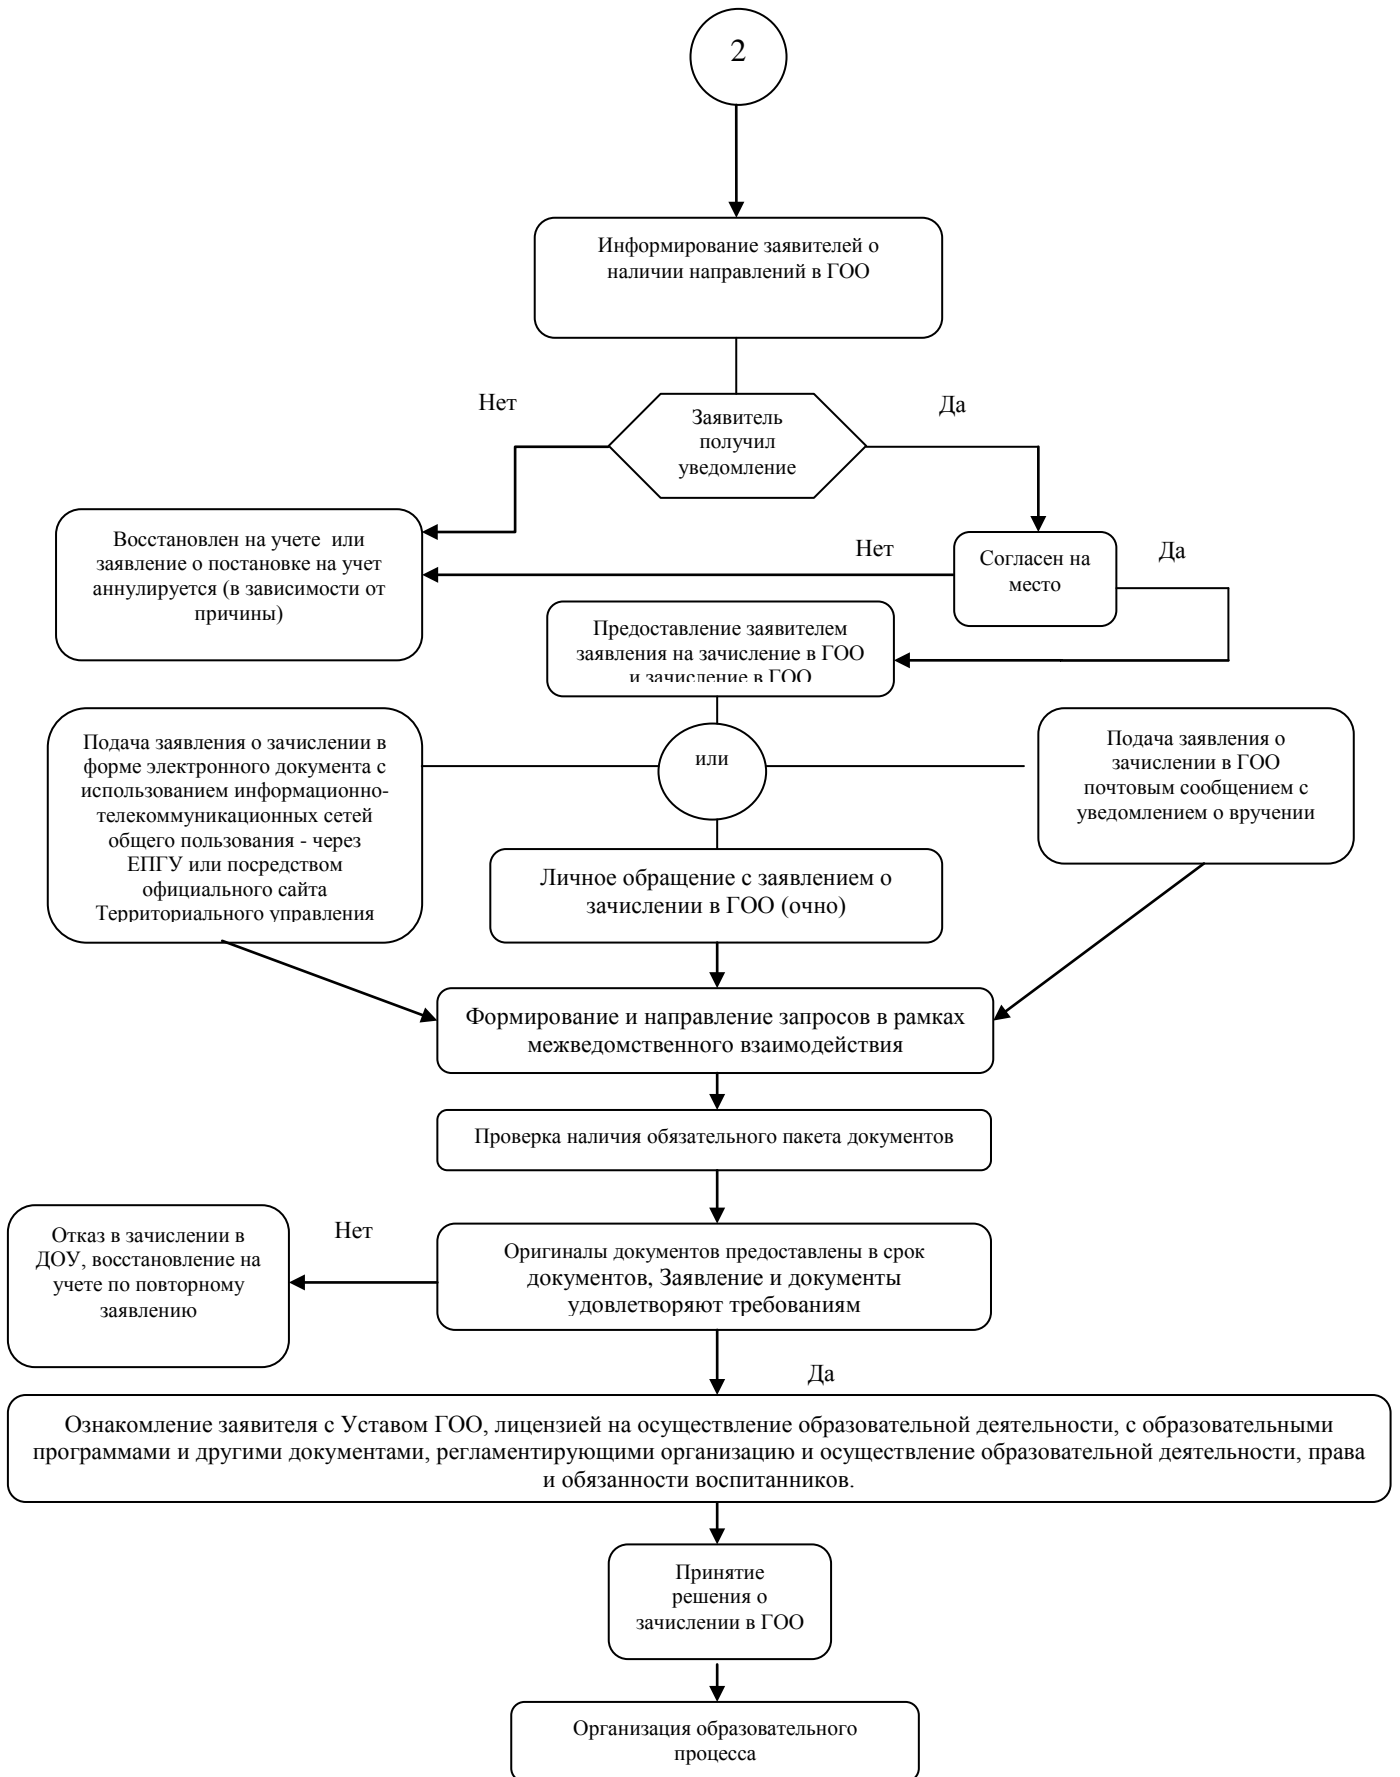 2
Информирование заявителей о
наличии направлений в ГОО
Нет
Да
Заявитель
получил
уведомление
Восстановлен на учете или
заявление о постановке на учет
аннулируется (в зависимости от
причины)
Нет
Согласен на
место
Да
Предоставление заявителем
заявления на зачисление в ГОО
и зачисление в ГОО
Подача заявления о зачислении в
форме электронного документа с
использованием информационно-
телекоммуникационных сетей
общего пользования - через
ЕПГУ или посредством
официального сайта
Территориального управления
или
Подача заявления о
зачислении в ГОО
почтовым сообщением с
уведомлением о вручении
Личное обращение с заявлением о
зачислении в ГОО (очно)
Формирование и направление запросов в рамках
межведомственного взаимодействия
Проверка наличия обязательного пакета документов
Отказ в зачислении в
ДОУ, восстановление на
учете по повторному
заявлению
Нет
Оригиналы документов предоставлены в срок
документов, Заявление и документы
удовлетворяют требованиям
Да
Ознакомление заявителя с Уставом ГОО, лицензией на осуществление образовательной деятельности, с образовательными
программами и другими документами, регламентирующими организацию и осуществление образовательной деятельности, права
и обязанности воспитанников.
Принятие
решения о
зачислении в ГОО
Организация образовательного
процесса